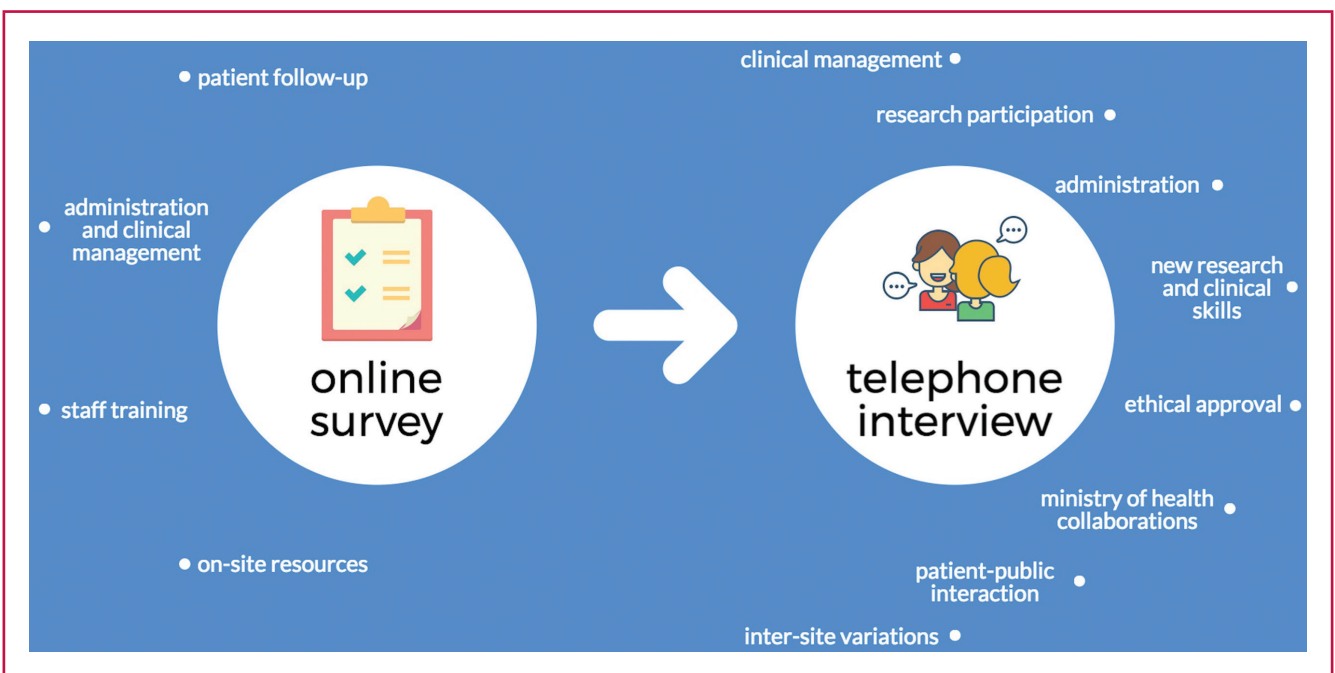 patient follow-up
administration
and clinical
management
staff training
on-site resources
online
survey
clinical management
research participation
administration
new research
and clinical
skills
ethical approval
ministry of health
collaborations
patient-public
interaction
inter-site variations
telephone
interview